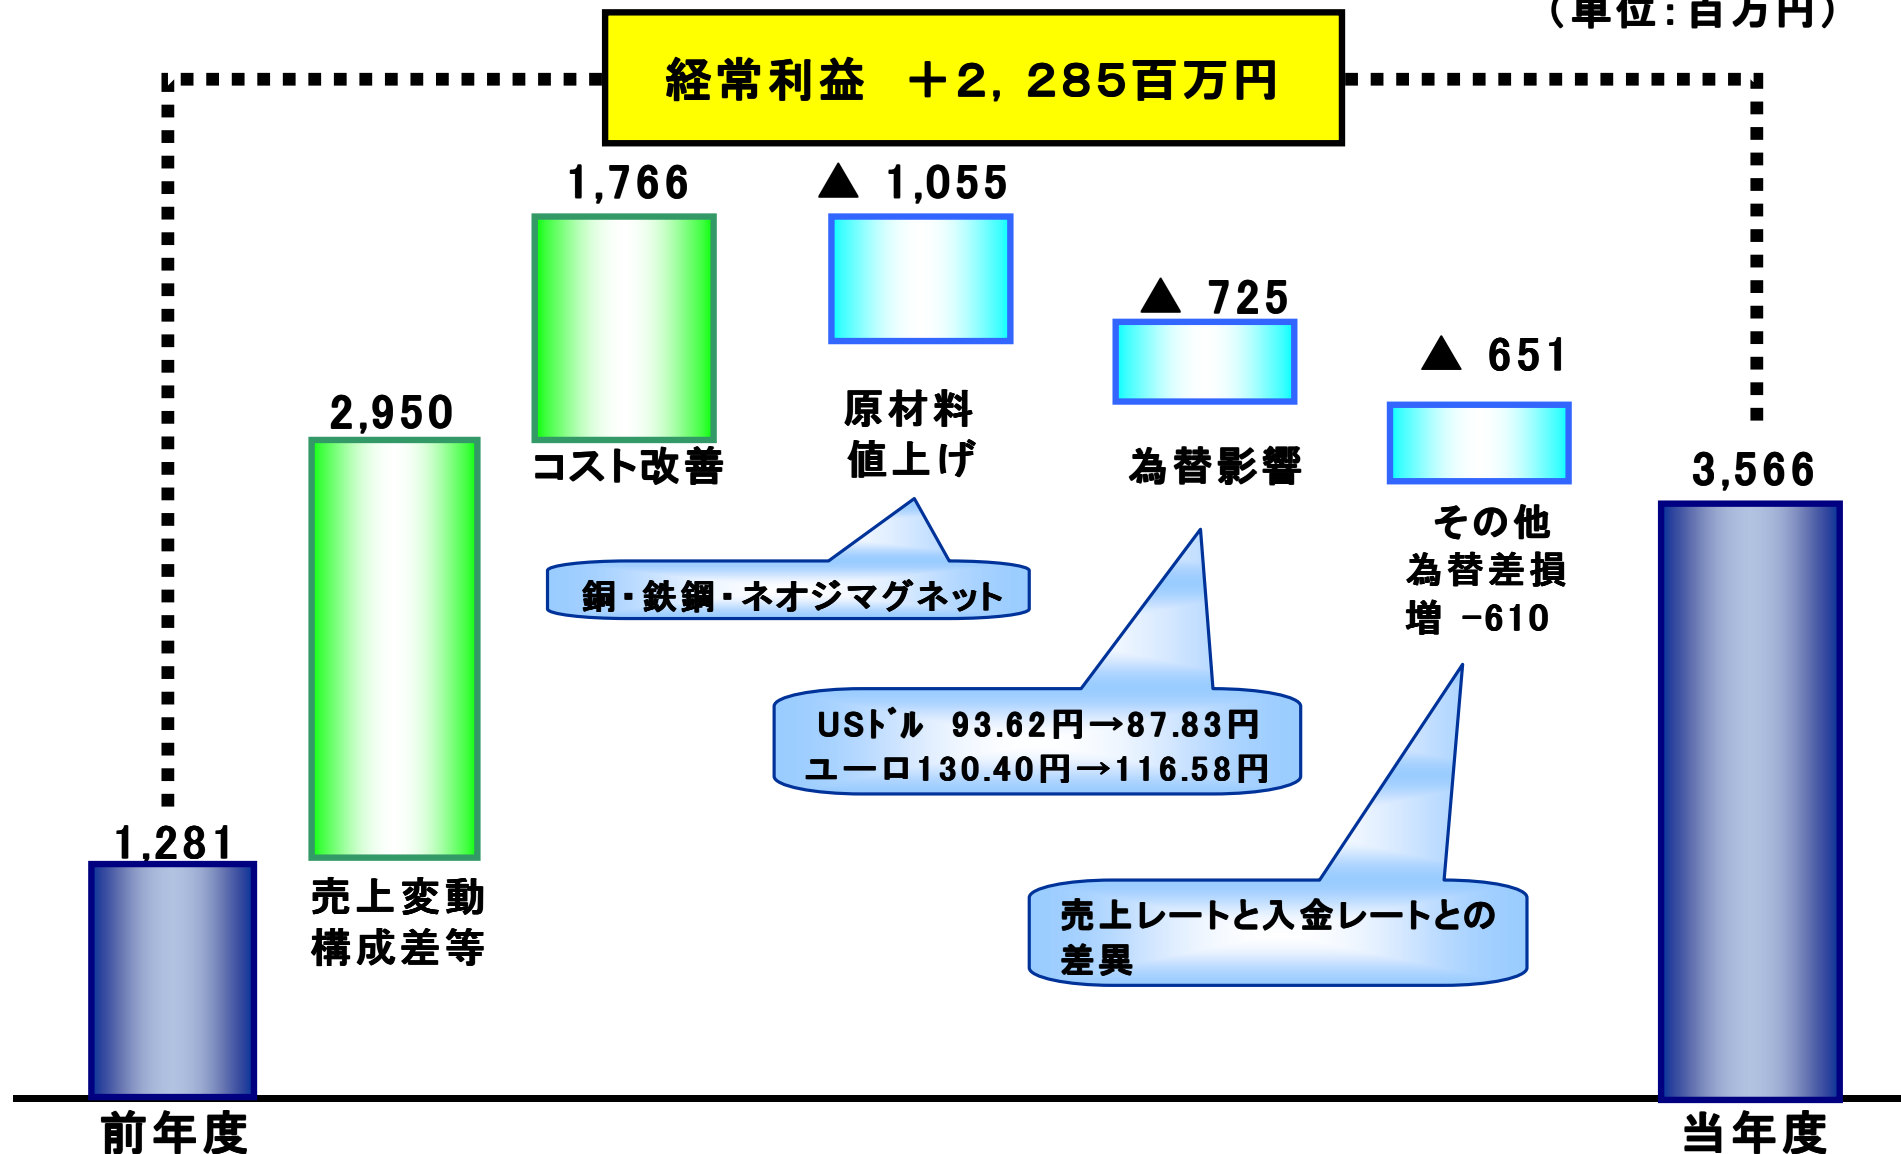 （単位：百万円）
経常利益　＋２，２８５百万円
1,766
▲ 1,055
▲ 725
▲ 651
2,950
3,566
1,281
コスト改善
原材料
値上げ
為替影響
その他
為替差損
増 −610
銅・鉄鋼・ネオジマグネット
USﾄﾞﾙ 93.62円→87.83円
ユーロ130.40円→116.58円
売上変動
構成差等
売上レートと入金レートとの
差異
前年度
当年度